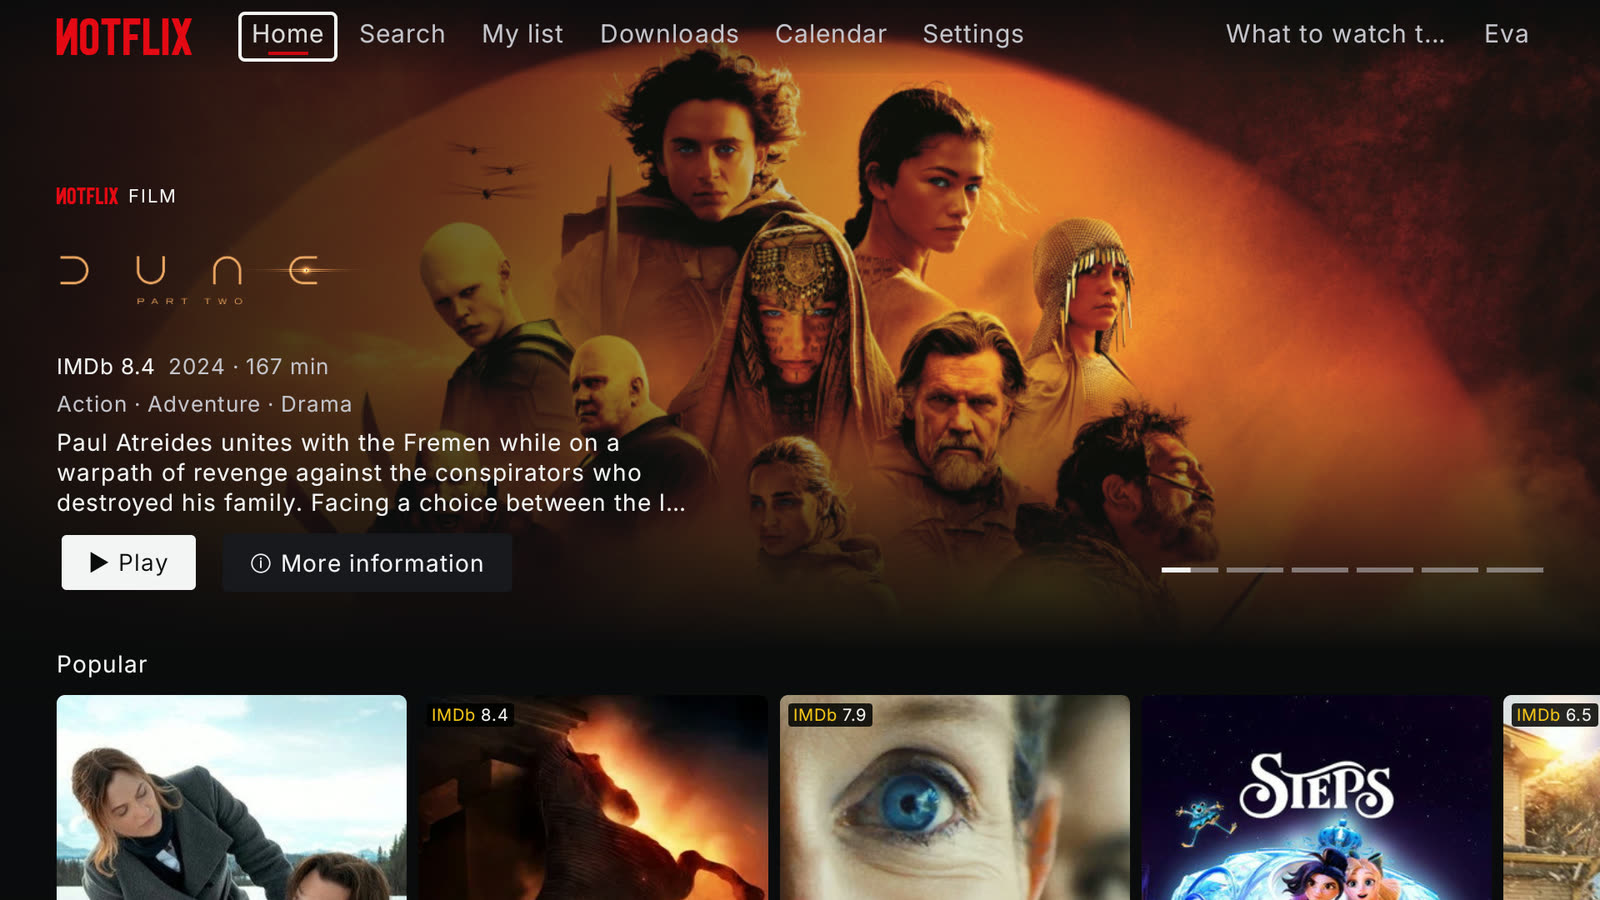 NOTFLIX
Home Search My list Downloads Calendar Settings What to watch t... Eva
NOTFLIX FILM
DUNE
PART TWO
IMDb 8.4 2024 · 167 min
Action · Adventure · Drama
Paul Atreides unites with the Fremen while on a
warpath of revenge against the conspirators who
destroyed his family. Facing a choice between the l...
Play
More information
Popular
IMDb 8.4
IMDb 7.9
STEPS
IMDb 6.5